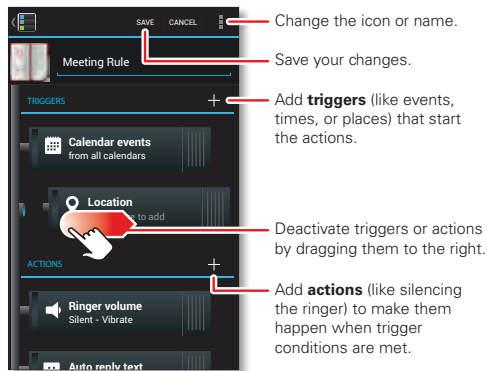 SAVE CANCEL
Change the icon or name.
Meeting Rule
Save your changes.
TRIGGERS
Add triggers (like events,
times, or places) that start
the actions.
Calendar events
from all calendars
Location
to add
Deactivate triggers or actions
by dragging them to the right.
ACTIONS
Add actions (like silencing
the ringer) to make them
happen when trigger
conditions are met.
Ringer volume
Silent - Vibrate
Auto reply text